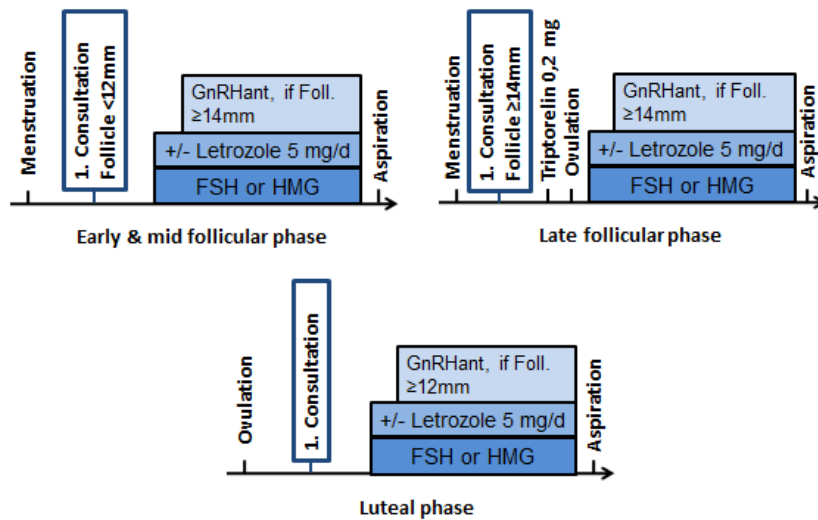 Menstruation
1. Consultation
Follicle <12mm
GnRHant, if Foll.
≥14mm
+/- Letrozole 5 mg/d
FSH or HMG
Aspiration
Early & mid follicular phase
Menstruation
1. Consultation
Follicle ≥14mm
Triptorelin 0,2 mg
Ovulation
GnRHant, if Foll.
≥14mm
+/- Letrozole 5 mg/d
FSH or HMG
Aspiration
Late follicular phase
Ovulation
1. Consultation
GnRHant, if Foll.
≥12mm
+/- Letrozole 5 mg/d
FSH or HMG
Aspiration
Luteal phase